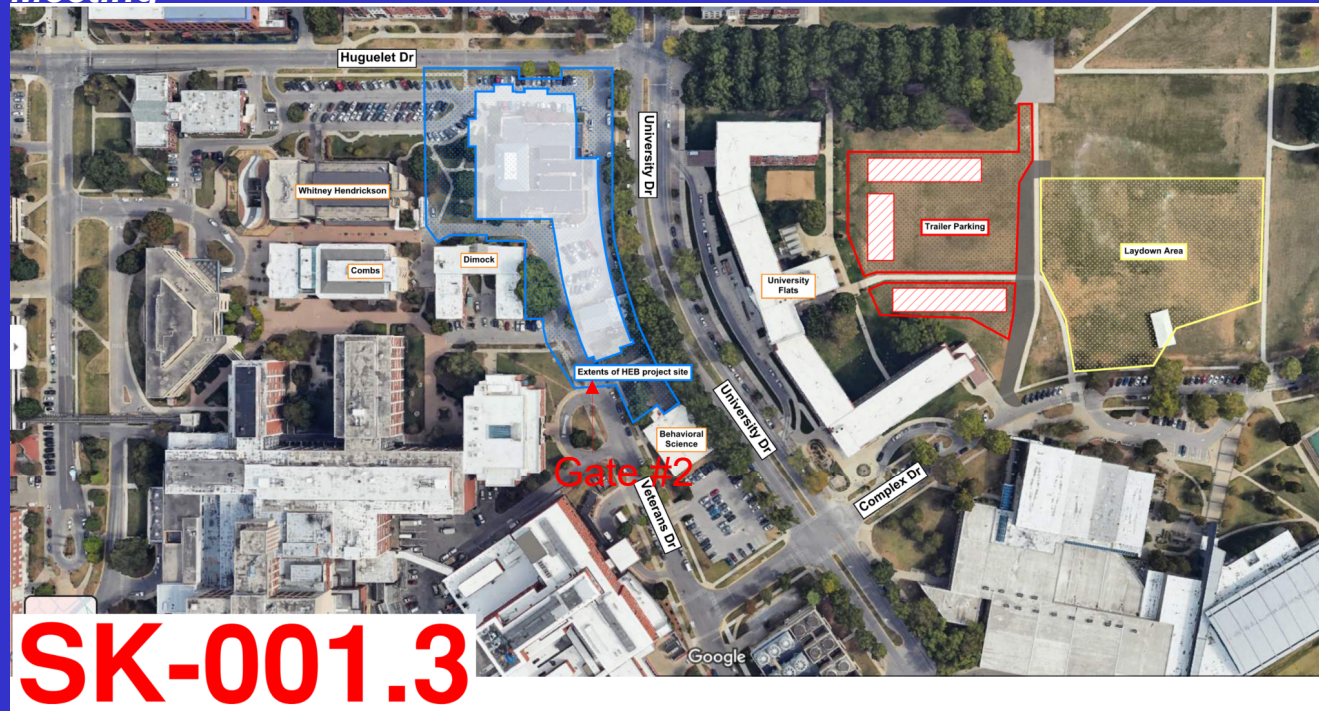 Meeting
Huguelet Dr
University Dr
Whitney Hendrickson
Combs
Dimock
University
Flats
Trailer Parking
Laydown Area
Extents of HEB project site
University Dr
Behavioral
Science
Gate #2
Veterans Dr
Complex Dr
Google
SK-001.3